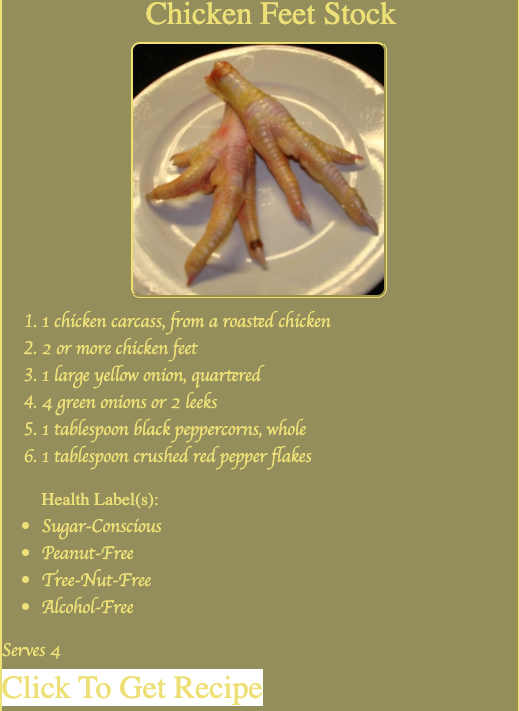 Chicken Feet Stock
1. 1 chicken carcass, from a roasted chicken
2. 2 or more chicken feet
3. 1 large yellow onion, quartered
4. 4 green onions or 2 leeks
5. 1 tablespoon black peppercorns, whole
6. 1 tablespoon crushed red pepper flakes
Health Label(s):
• Sugar-Conscious
• Peanut-Free
• Tree-Nut-Free
• Alcohol-Free
Serves 4
Click To Get Recipe